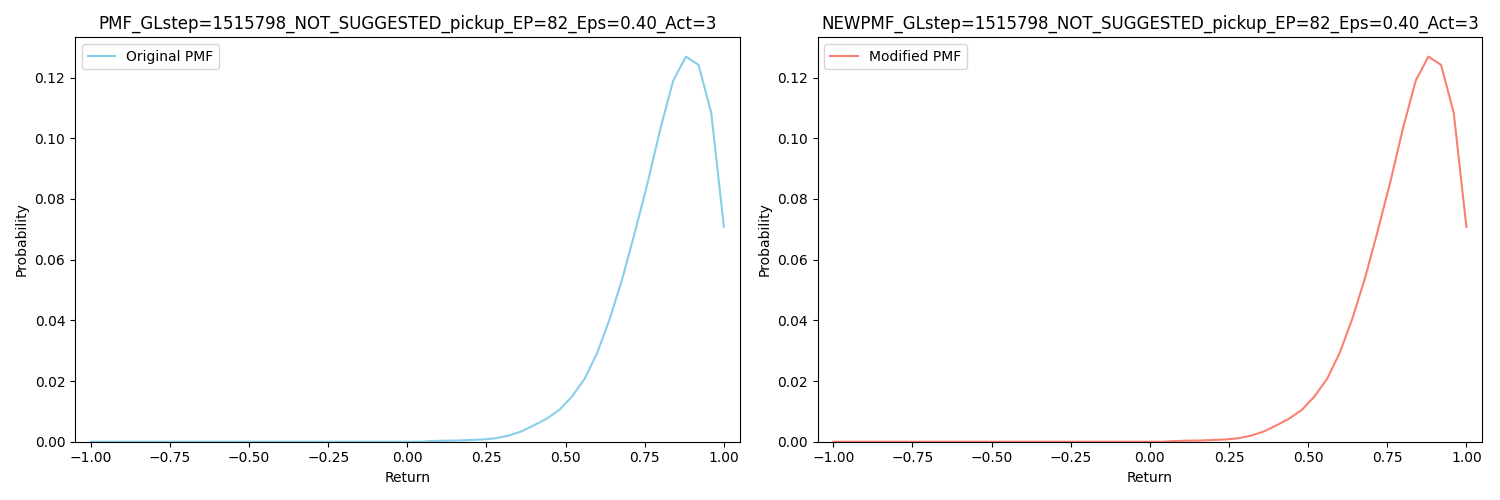 PMF_GLstep=1515798_NOT_SUGGESTED_pickup_EP=82_Eps=0.40_Act=3
Original PMF
Probability
0.12
0.10
0.08
0.06
0.04
0.02
0.00
−1.00 −0.75 −0.50 −0.25 0.00 0.25 0.50 0.75 1.00
Return
NEWPMF_GLstep=1515798_NOT_SUGGESTED_pickup_EP=82_Eps=0.40_Act=3
Modified PMF
Probability
0.12
0.10
0.08
0.06
0.04
0.02
0.00
−1.00 −0.75 −0.50 −0.25 0.00 0.25 0.50 0.75 1.00
Return